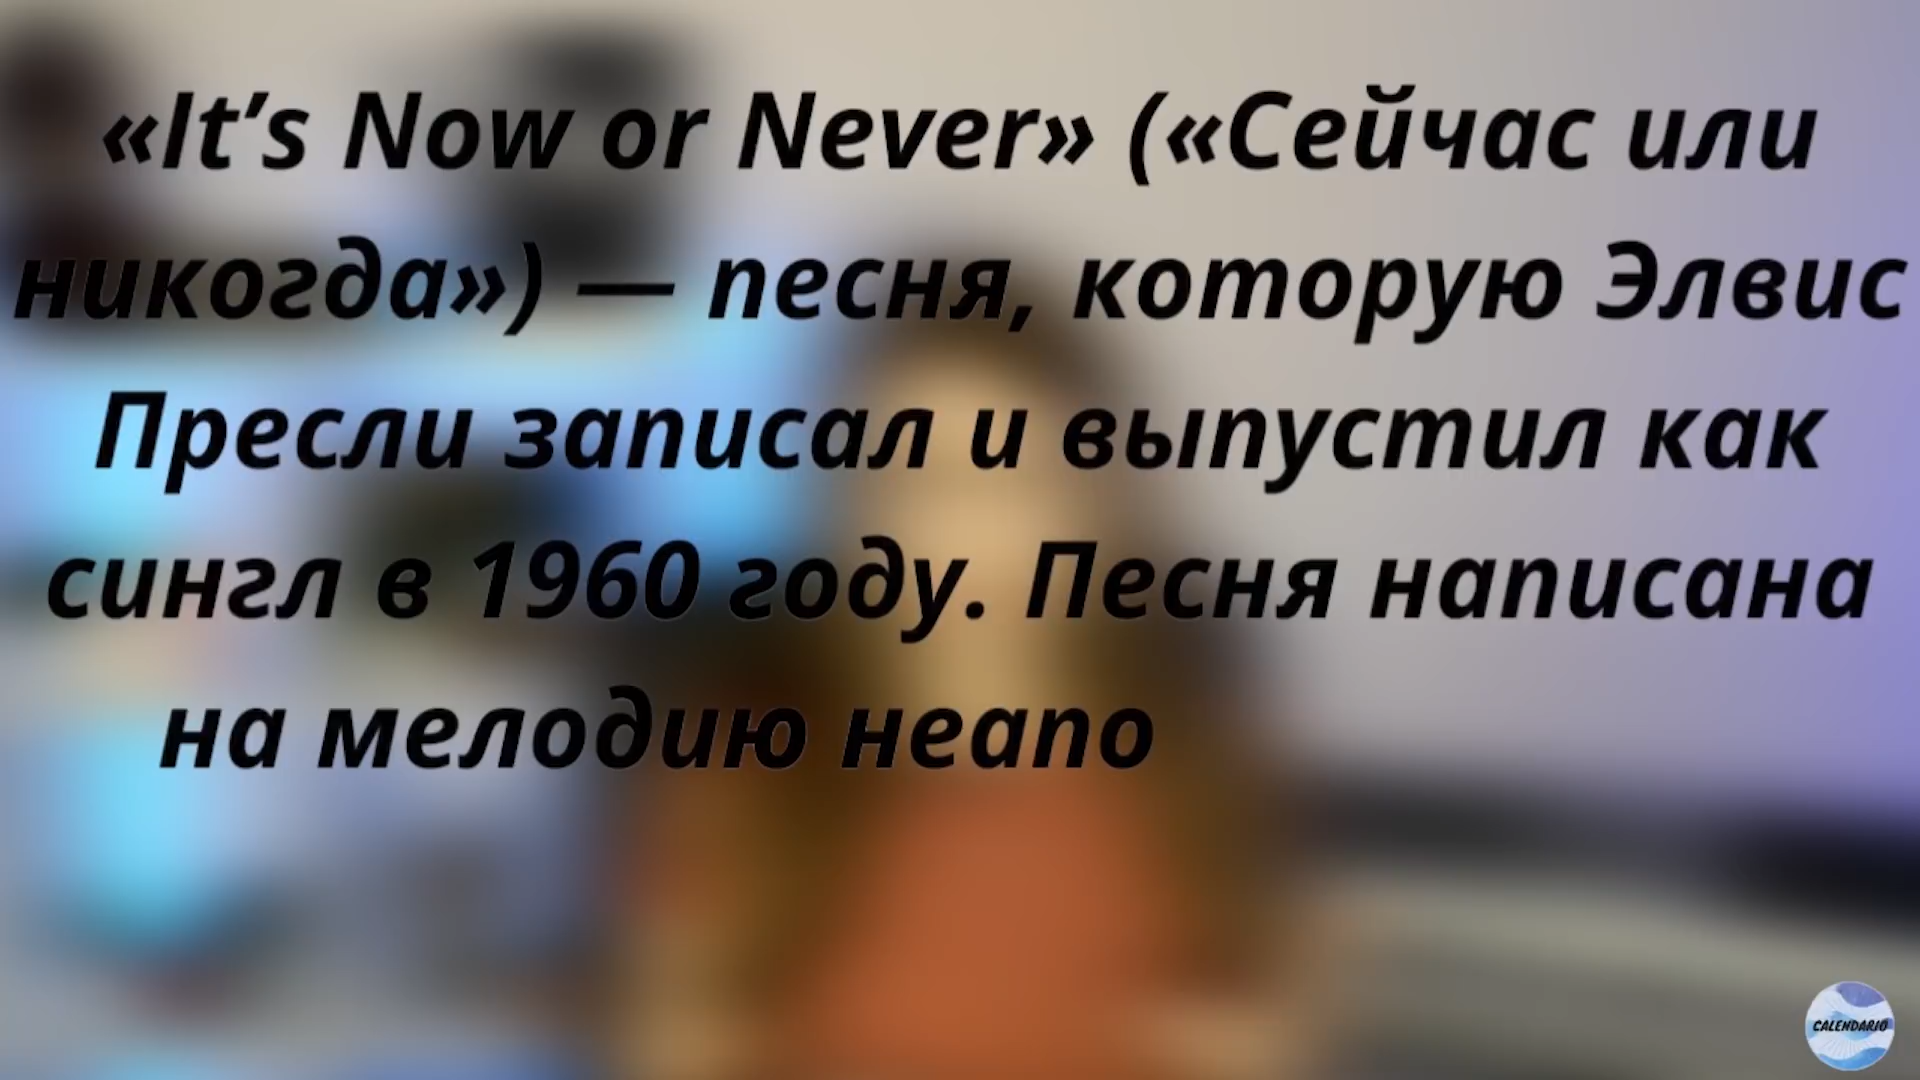 «It’s Now or Never» («Сейчас или
никогда») — песня, которую Элвис
Пресли записал и выпустил как
сингл в 1960 году. Песня написана
на мелодию неапо
CALENDARIO